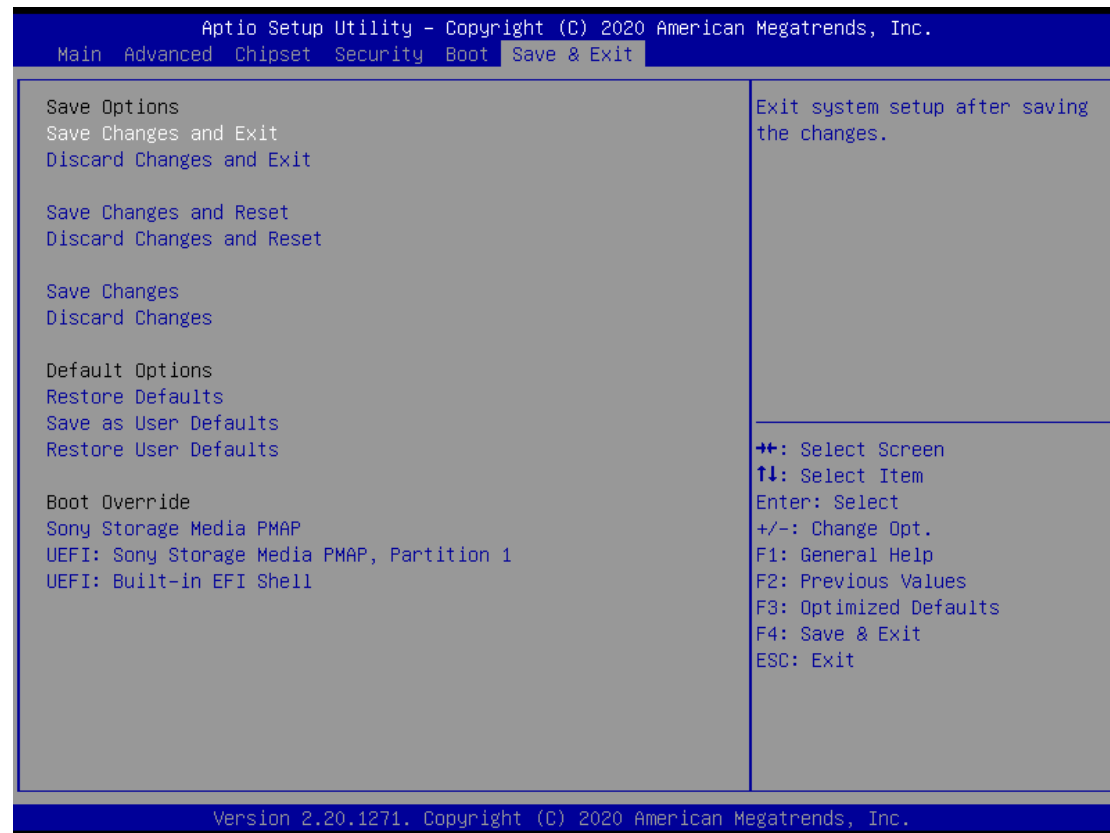 Aptio Setup Utility – Copyright (C) 2020 American Megatrends, Inc.
Main Advanced Chipset Security Boot Save & Exit
Save Options
Save Changes and Exit
Discard Changes and Exit
Save Changes and Reset
Discard Changes and Reset
Save Changes
Discard Changes
Default Options
Restore Defaults
Save as User Defaults
Restore User Defaults
Boot Override
Sony Storage Media PMAP
UEFI: Sony Storage Media PMAP, Partition 1
UEFI: Built-in EFI Shell
Exit system setup after saving
the changes.
→←: Select Screen
↑↓: Select Item
Enter: Select
+/-: Change Opt.
F1: General Help
F2: Previous Values
F3: Optimized Defaults
F4: Save & Exit
ESC: Exit
Version 2.20.1271. Copyright (C) 2020 American Megatrends, Inc.